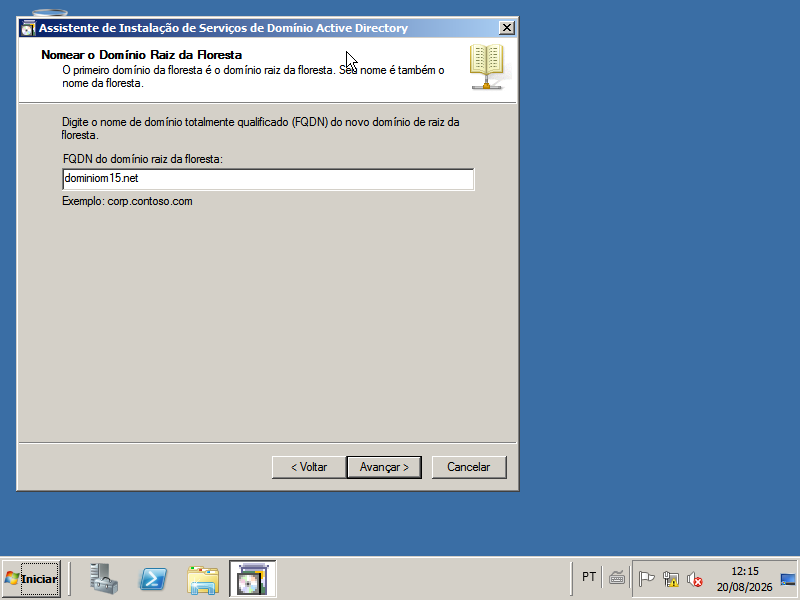 Assistente de Instalação de Serviços de Domínio Active Directory
Nomear o Domínio Raiz da Floresta
O primeiro domínio da floresta é o domínio raiz da floresta. Seu nome é também o
nome da floresta.
Digite o nome de domínio totalmente qualificado (FQDN) do novo domínio de raiz da
floresta.
FQDN do domínio raiz da floresta:
dominiom15.net
Exemplo: corp.contoso.com
< Voltar
Avançar >
Cancelar
Iniciar
PT
12:15
20/08/2026